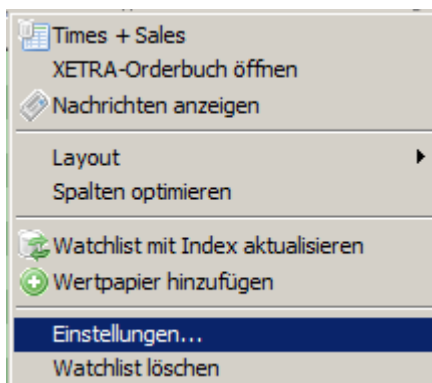 Times + Sales
XETRA-Orderbuch öffnen
Nachrichten anzeigen
Layout
Spalten optimieren
Watchlist mit Index aktualisieren
Wertpapier hinzufügen
Einstellungen...
Watchlist löschen